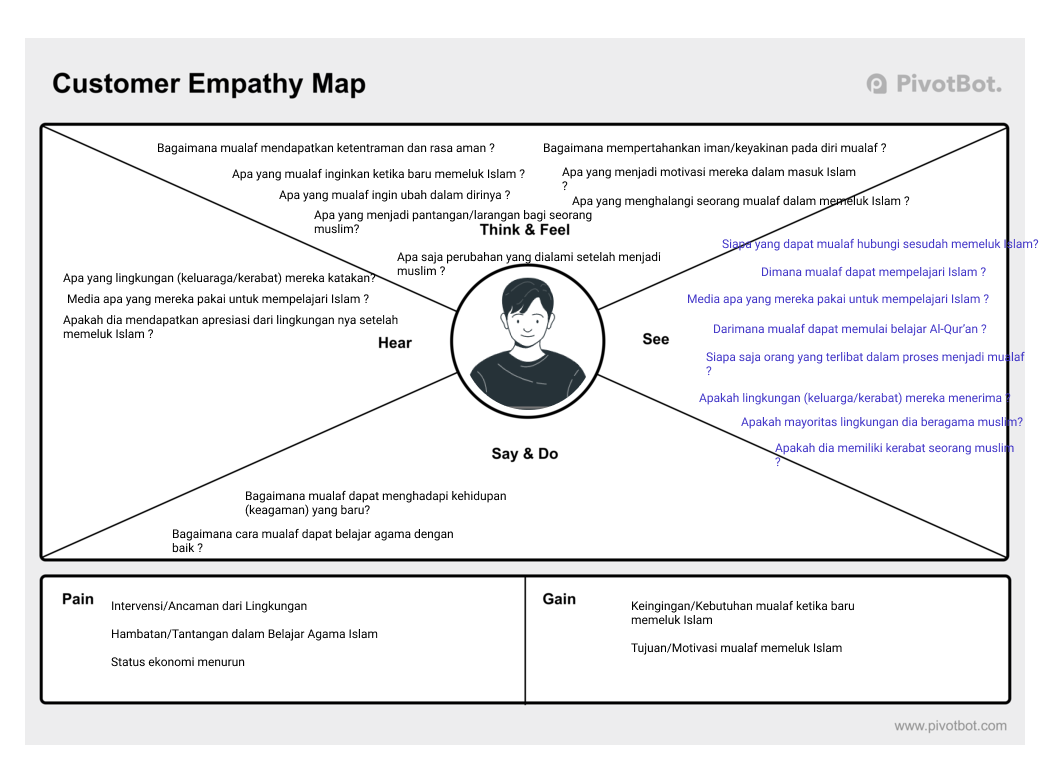 Customer Empathy Map
PivotBot.
Bagaimana mualaf mendapatkan ketentraman dan rasa aman ?
Bagaimana mempertahankan iman/keyakinan pada diri mualaf ?
Apa yang mualaf inginkan ketika baru memeluk Islam ?
Apa yang menjadi motivasi mereka dalam masuk Islam
?
Apa yang mualaf ingin ubah dalam dirinya ?
Apa yang menghalangi seorang mualaf dalam memeluk Islam ?
Apa yang menjadi pantangan/larangan bagi seorang
muslim?
Think & Feel
Apa saja perubahan yang dialami setelah menjadi
muslim ?
Apa yang lingkungan (keluaraga/kerabat) mereka katakan?
Media apa yang mereka pakai untuk mempelajari Islam ?
Apakah dia mendapatkan apresiasi dari lingkungan nya setelah
memeluk Islam ?
Hear
See
Siapa yang dapat mualaf hubungi sesudah memeluk Islam?
Dimana mualaf dapat mempelajari Islam ?
Media apa yang mereka pakai untuk mempelajari Islam ?
Darimana mualaf dapat memulai belajar Al-Qur’an ?
Siapa saja orang yang terlibat dalam proses menjadi mualaf
?
Apakah lingkungan (keluarga/kerabat) mereka menerima ?
Apakah mayoritas lingkungan dia beragama muslim?
Apakah dia memiliki kerabat seorang muslim
?
Say & Do
Bagaimana mualaf dapat menghadapi kehidupan
(keagaman) yang baru?
Bagaimana cara mualaf dapat belajar agama dengan
baik ?
Pain
Intervensi/Ancaman dari Lingkungan
Hambatan/Tantangan dalam Belajar Agama Islam
Status ekonomi menurun
Gain
Keingingan/Kebutuhan mualaf ketika baru
memeluk Islam
Tujuan/Motivasi mualaf memeluk Islam
www.pivotbot.com